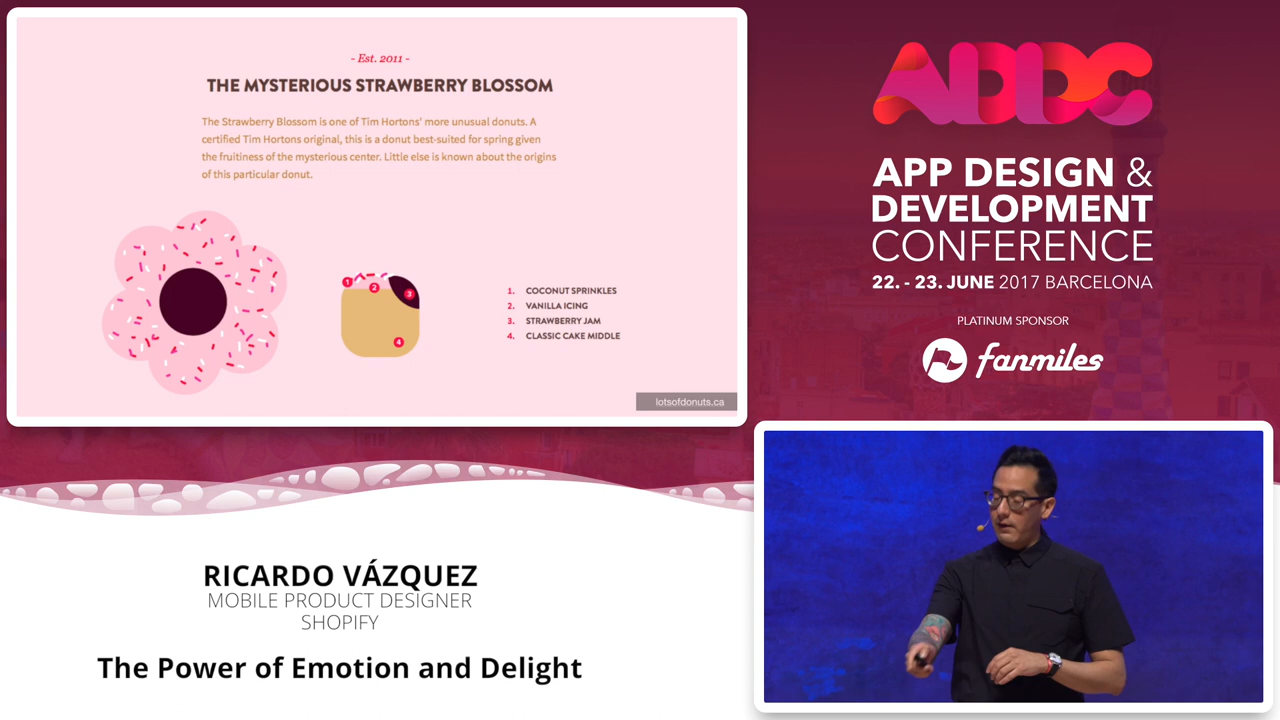 - Est. 2011 -
THE MYSTERIOUS STRAWBERRY BLOSSOM
The Strawberry Blossom is one of Tim Hortons' more unusual donuts. A
certified Tim Hortons original, this is a donut best-suited for spring given
the fruitiness of the mysterious center. Little else is known about the origins
of this particular donut.
1
2
3
4
1. COCONUT SPRINKLES
2. VANILLA ICING
3. STRAWBERRY JAM
4. CLASSIC CAKE MIDDLE
lotsofdonuts.ca
ADDC
APP DESIGN &
DEVELOPMENT
CONFERENCE
22. - 23. JUNE 2017 BARCELONA
PLATINUM SPONSOR
fanmiles
RICARDO VÁZQUEZ
MOBILE PRODUCT DESIGNER
SHOPIFY
The Power of Emotion and Delight